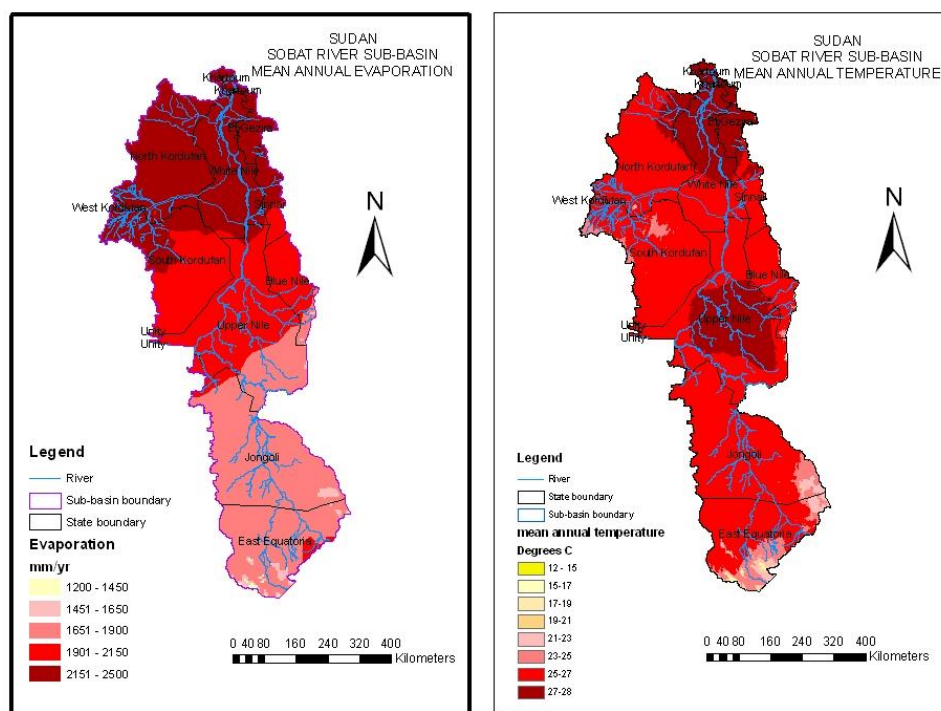 SUDAN
SOBAT RIVER SUB-BASIN
MEAN ANNUAL EVAPORATION
Khartoum
Khartoum
El Gezira
North Kordufan
White Nile
West Kordufan
Sinnar
South Kordufan
Blue Nile
Upper Nile
Unity
Unity
Jongoli
East Equatoria
N
Legend
River
Sub-basin boundary
State boundary
Evaporation
mm/yr
1200 - 1450
1451 - 1650
1651 - 1900
1901 - 2150
2151 - 2500
0 40 80 160 240 320 400
Kilometers
SUDAN
SOBAT RIVER SUB-BASIN
MEAN ANNUAL TEMPERATURE
Khartoum
Khartoum
El Gezira
North Kordufan
White Nile
West Kordufan
Sinnar
South Kordufan
Blue Nile
Upper Nile
Unity
Unity
Jongoli
East Equatoria
N
Legend
River
State boundary
Sub-basin boundary
mean annual temperature
Degrees C
12 - 15
15-17
17-19
19-21
21-23
23-25
25-27
27-28
0 40 80 160 240 320 400
Kilometers